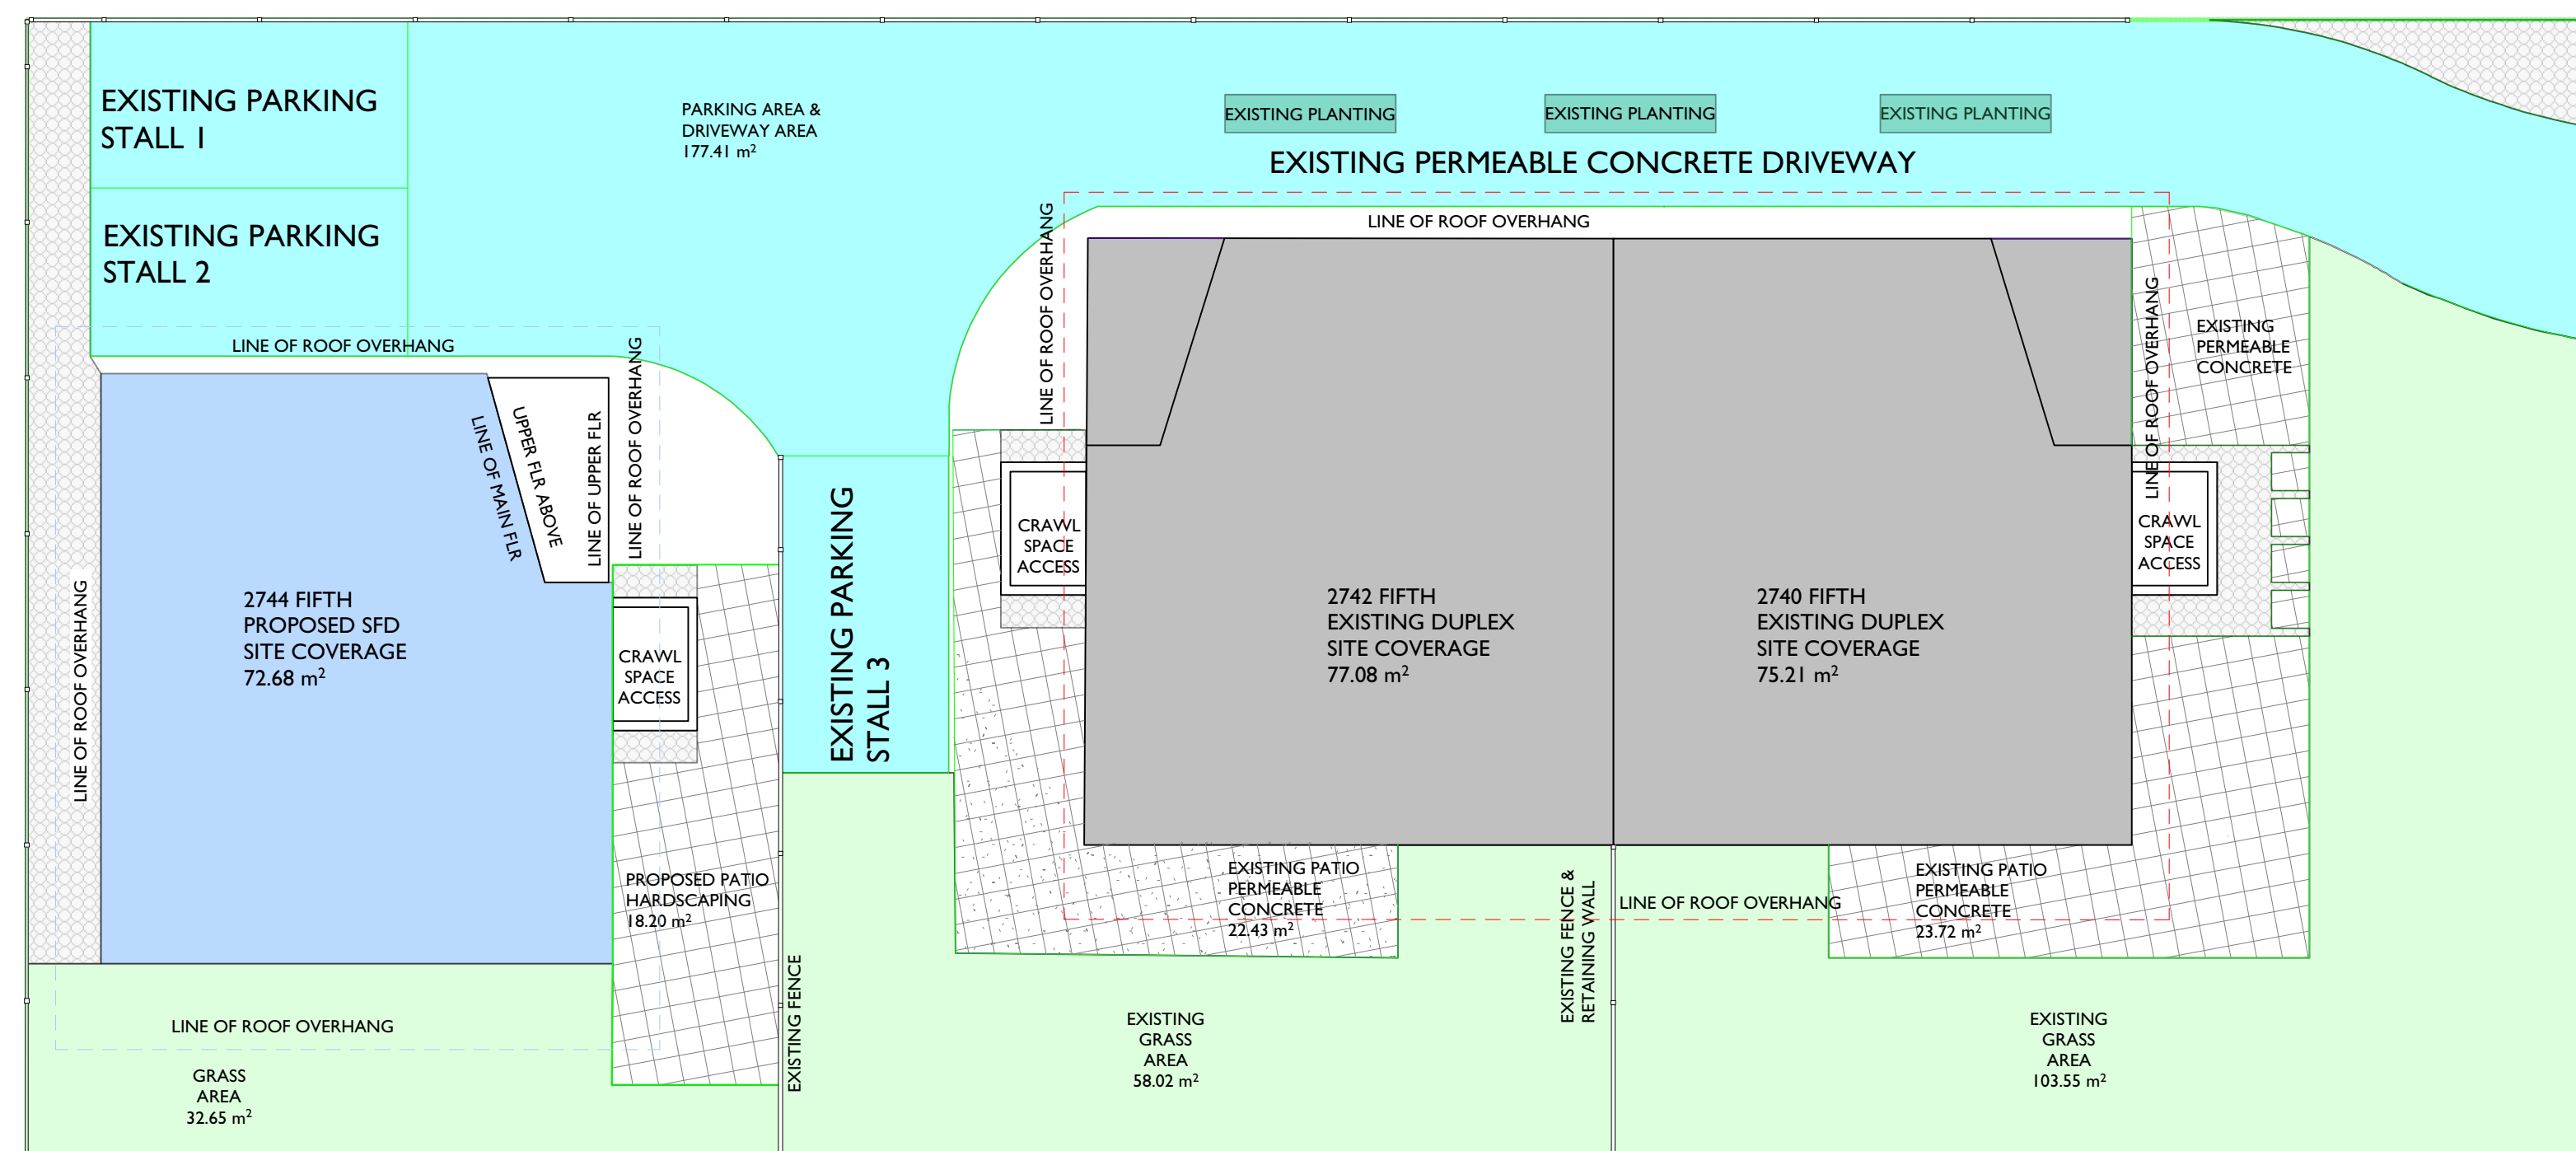 EXISTING PARKING
STALL 1
PARKING AREA &
DRIVEWAY AREA
177.41 m²
EXISTING PLANTING
EXISTING PLANTING
EXISTING PLANTING
EXISTING PERMEABLE CONCRETE DRIVEWAY
EXISTING PARKING
STALL 2
LINE OF ROOF OVERHANG
LINE OF ROOF OVERHANG
LINE OF ROOF OVERHANG
LINE OF ROOF OVERHANG
LINE OF ROOF OVERHANG
LINE OF ROOF OVERHANG
EXISTING
PERMEABLE
CONCRETE
LINE OF MAIN FLR
UPPER FLR ABOVE
LINE OF UPPER FLR
LINE OF ROOF OVERHANG
2744 FIFTH
PROPOSED SFD
SITE COVERAGE
72.68 m²
CRAWL
SPACE
ACCESS
EXISTING PARKING
STALL 3
CRAWL
SPACE
ACCESS
2742 FIFTH
EXISTING DUPLEX
SITE COVERAGE
77.08 m²
2740 FIFTH
EXISTING DUPLEX
SITE COVERAGE
75.21 m²
CRAWL
SPACE
ACCESS
PROPOSED PATIO
HARDSCAPING
18.20 m²
EXISTING FENCE
EXISTING PATIO
PERMEABLE
CONCRETE
22.43 m²
EXISTING FENCE &
RETAINING WALL
LINE OF ROOF OVERHANG
EXISTING PATIO
PERMEABLE
CONCRETE
23.72 m²
LINE OF ROOF OVERHANG
GRASS
AREA
32.65 m²
EXISTING
GRASS
AREA
58.02 m²
EXISTING
GRASS
AREA
103.55 m²